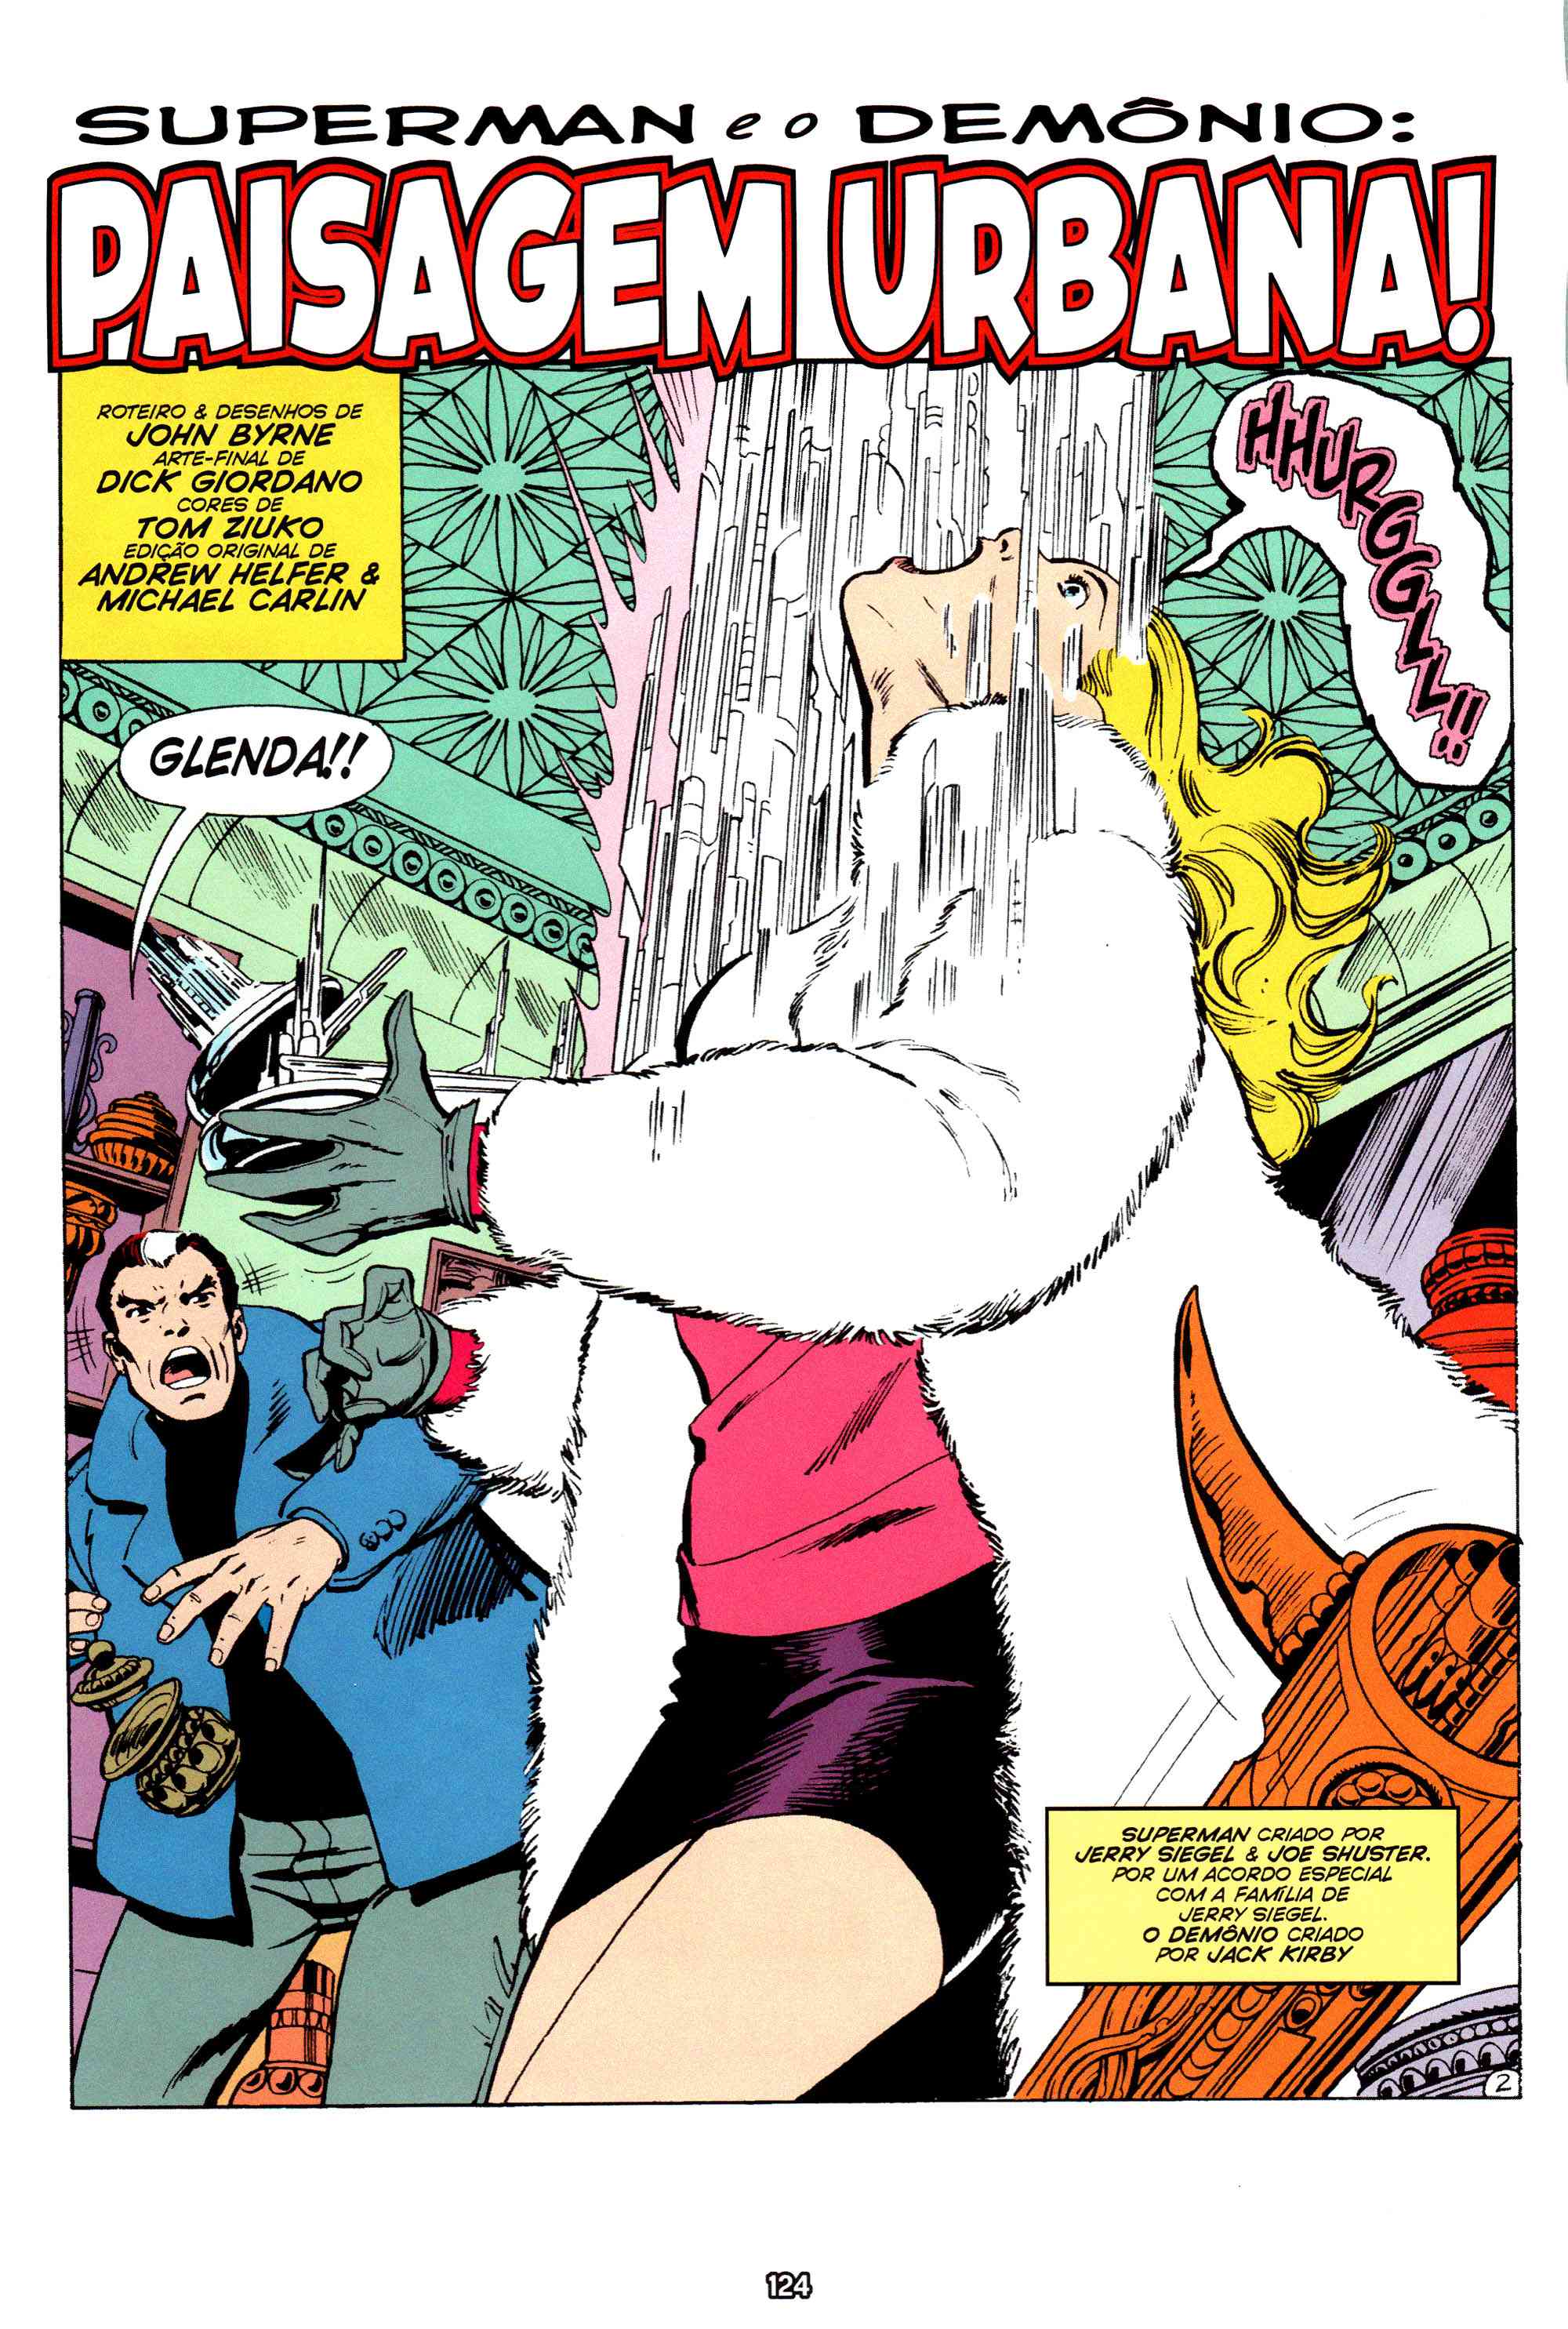 SUPERMAN e o DEMÔNIO:
PAISAGEM URBANA!
ROTEIRO & DESENHOS DE
JOHN BYRNE
ARTE-FINAL DE
DICK GIORDANO
CORES DE
TOM ZIUKO
EDIÇÃO ORIGINAL DE
ANDREW HELFER &
MICHAEL CARLIN
HHURGGGLL!!
GLENDA!!
SUPERMAN CRIADO POR
JERRY SIEGEL & JOE SHUSTER.
POR UM ACORDO ESPECIAL
COM A FAMÍLIA DE
JERRY SIEGEL.
O DEMÔNIO CRIADO
POR JACK KIRBY
2
124